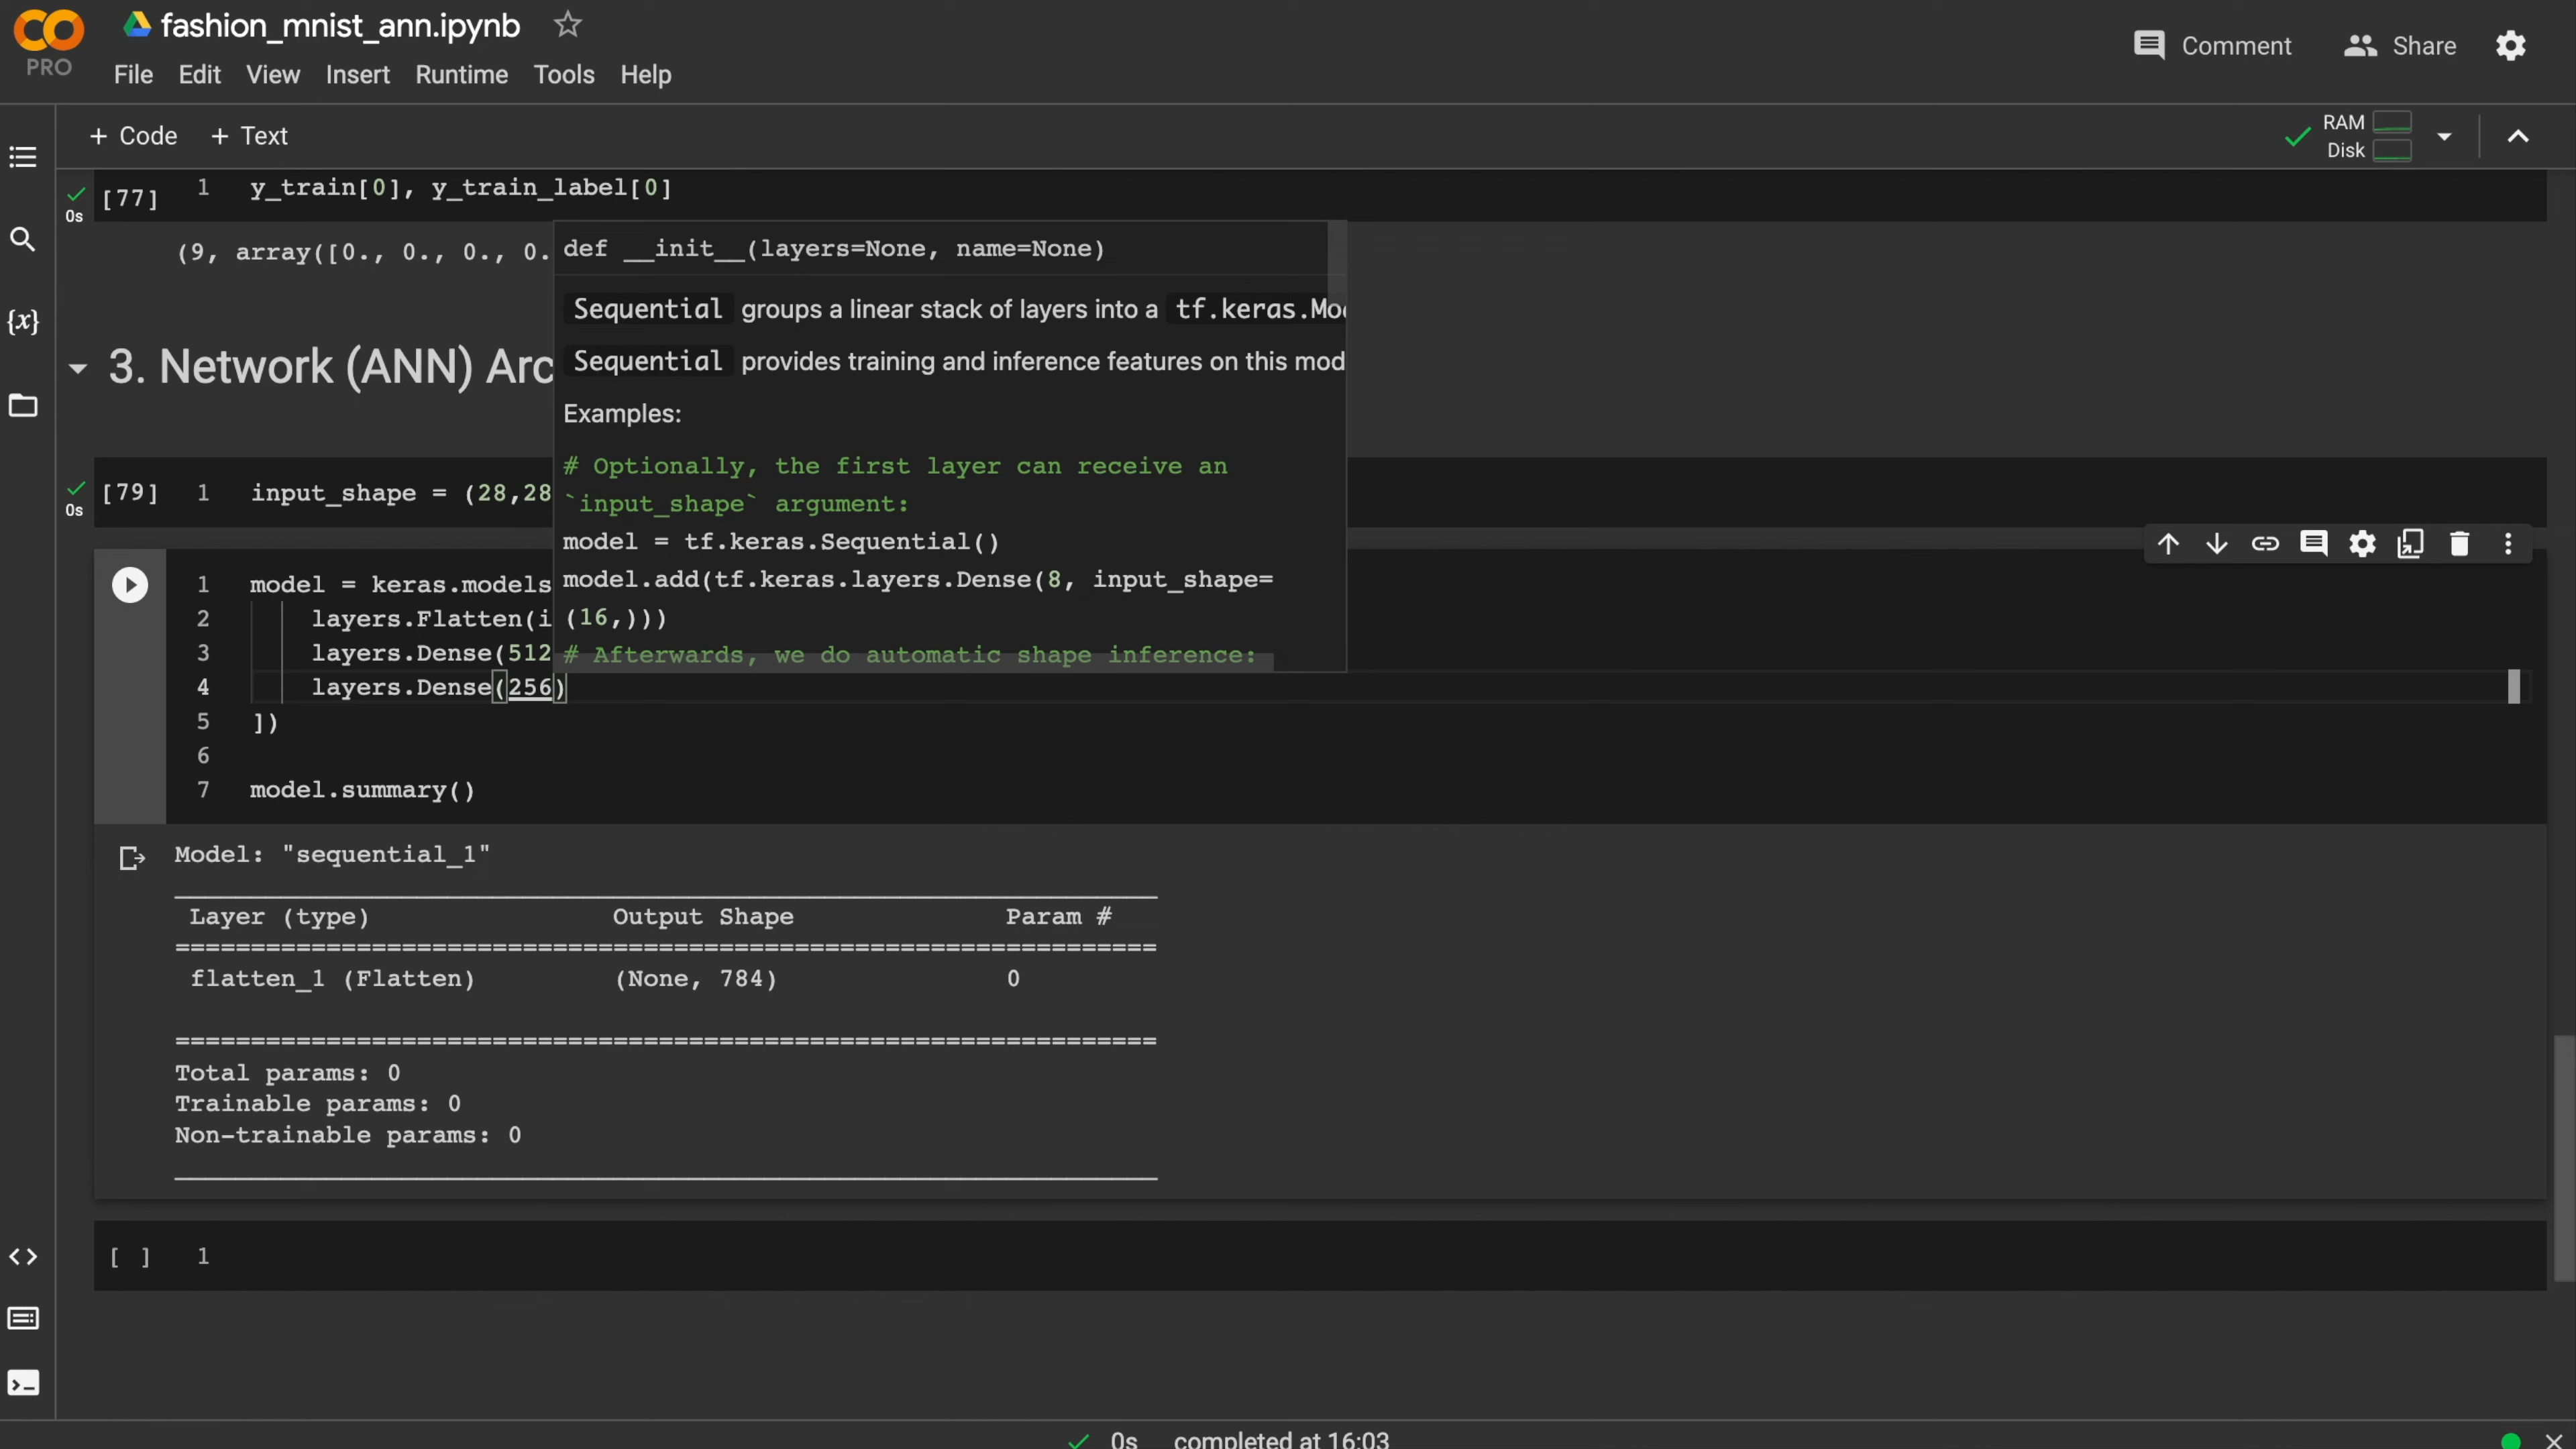 fashion_mnist_ann.ipynb
PRO
File Edit View Insert Runtime Tools Help
Comment Share
+ Code + Text
RAM
Disk
[77] 1 y_train[0], y_train_label[0]
0s
(9, array([0., 0., 0., 0.
def __init__(layers=None, name=None)
Sequential groups a linear stack of layers into a tf.keras.Mo
Sequential provides training and inference features on this mod
Examples:
# Optionally, the first layer can receive an
`input_shape` argument:
model = tf.keras.Sequential()
model.add(tf.keras.layers.Dense(8, input_shape=
(16,)))
# Afterwards, we do automatic shape inference:
3. Network (ANN) Arc
[79] 1 input_shape = (28,28
0s
1 model = keras.models
2 layers.Flatten(i
3 layers.Dense(512
4 layers.Dense(256)
5 ])
6
7 model.summary()
Model: "sequential_1"
Layer (type) Output Shape Param #
=================================================================
flatten_1 (Flatten) (None, 784) 0
=================================================================
Total params: 0
Trainable params: 0
Non-trainable params: 0
[ ] 1
0s completed at 16:03